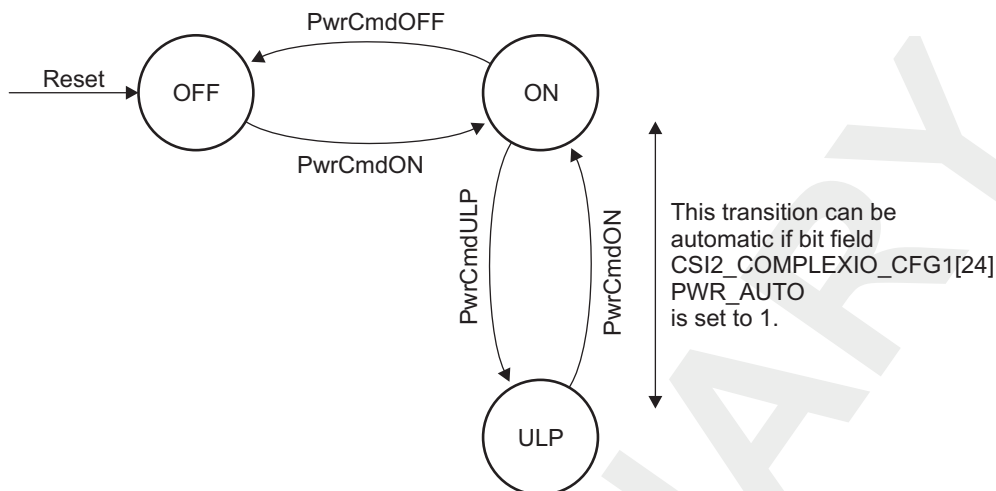 PwrCmdOFF
Reset
OFF
ON
PwrCmdON
PwrCmdULP
PwrCmdON
This transition can be
automatic if bit field
CSI2_COMPLEXIO_CFG1[24]
PWR_AUTO
is set to 1.
ULP
NARY